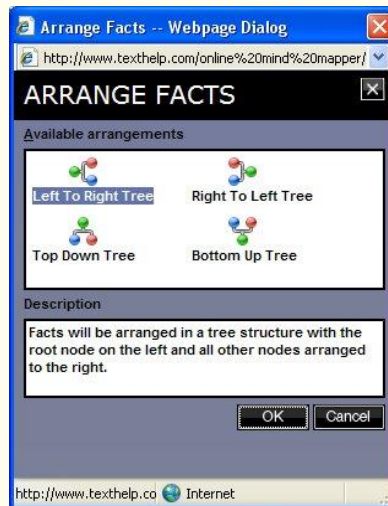 Arrange Facts -- Webpage Dialog
http://www.texthelp.com/online%20mind%20mapper/
ARRANGE FACTS
Available arrangements
Left To Right Tree Right To Left Tree
Top Down Tree Bottom Up Tree
Description
Facts will be arranged in a tree structure with the
root node on the left and all other nodes arranged
to the right.
OK Cancel
http://www.texthelp.co Internet